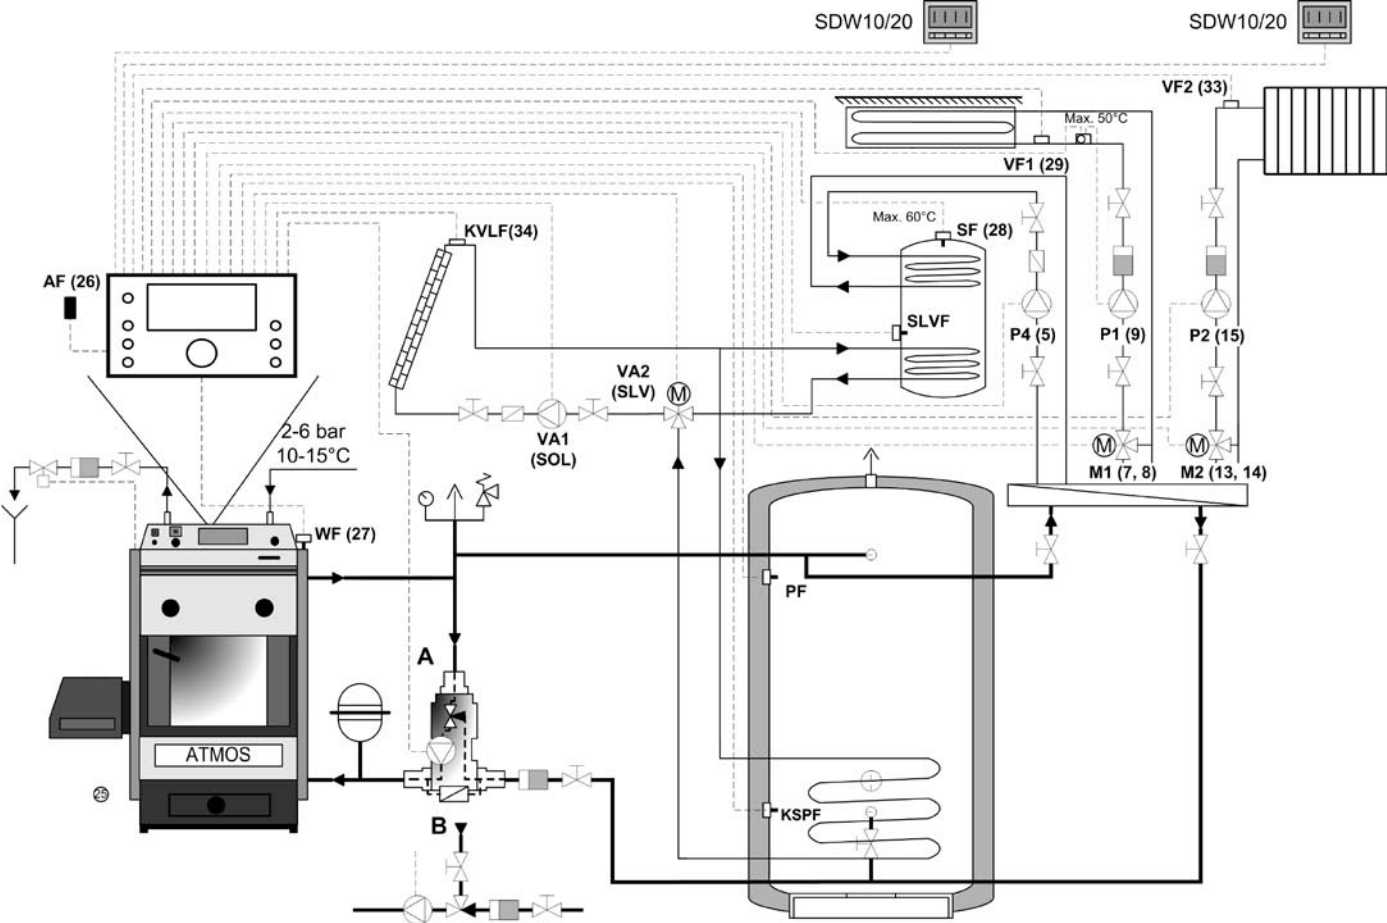 SDW10/20
SDW10/20
VF2 (33)
Max. 50°C
VF1 (29)
Max. 60°C
SF (28)
KVLF(34)
AF (26)
SLVF
P4 (5)
P1 (9)
P2 (15)
VA2
(SLV)
M
VA1
(SOL)
2-6 bar
10-15°C
M
M
M1 (7, 8)
M2 (13, 14)
WF (27)
PF
A
ATMOS
25
KSPF
B